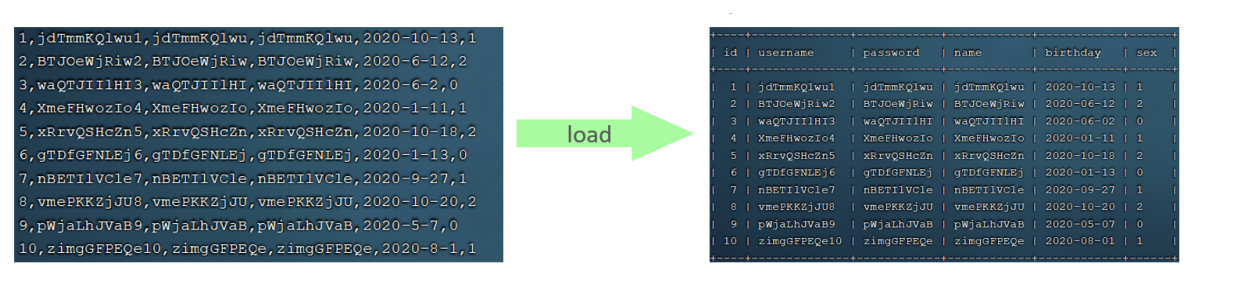 1,jdTmmKQlwu1,jdTmmKQlwu,jdTmmKQlwu,2020-10-13,1
2,BTJOeWjRiw2,BTJOeWjRiw,BTJOeWjRiw,2020-6-12,2
3,waQTJIIlHI3,waQTJIIlHI,waQTJIIlHI,2020-6-2,0
4,XmeFHwozIo4,XmeFHwozIo,XmeFHwozIo,2020-1-11,1
5,xRrvQSHcZn5,xRrvQSHcZn,xRrvQSHcZn,2020-10-18,2
6,gTDfGFNLEj6,gTDfGFNLEj,gTDfGFNLEj,2020-1-13,0
7,nBETIlVCle7,nBETIlVCle,nBETIlVCle,2020-9-27,1
8,vmePKKZjJU8,vmePKKZjJU,vmePKKZjJU,2020-10-20,2
9,pWjaLhJVaB9,pWjaLhJVaB,pWjaLhJVaB,2020-5-7,0
10,zimgGFPEQe10,zimgGFPEQe,zimgGFPEQe,2020-8-1,1
load
| id | username | password | name | birthday | sex |
| 1 | jdTmmKQlwu1 | jdTmmKQlwu | jdTmmKQlwu | 2020-10-13 | 1 |
| 2 | BTJOeWjRiw2 | BTJOeWjRiw | BTJOeWjRiw | 2020-06-12 | 2 |
| 3 | waQTJIIlHI3 | waQTJIIlHI | waQTJIIlHI | 2020-06-02 | 0 |
| 4 | XmeFHwozIo4 | XmeFHwozIo | XmeFHwozIo | 2020-01-11 | 1 |
| 5 | xRrvQSHcZn5 | xRrvQSHcZn | xRrvQSHcZn | 2020-10-18 | 2 |
| 6 | gTDfGFNLEj6 | gTDfGFNLEj | gTDfGFNLEj | 2020-01-13 | 0 |
| 7 | nBETIlVCle7 | nBETIlVCle | nBETIlVCle | 2020-09-27 | 1 |
| 8 | vmePKKZjJU8 | vmePKKZjJU | vmePKKZjJU | 2020-10-20 | 2 |
| 9 | pWjaLhJVaB9 | pWjaLhJVaB | pWjaLhJVaB | 2020-05-07 | 0 |
| 10 | zimgGFPEQe10 | zimgGFPEQe | zimgGFPEQe | 2020-08-01 | 1 |